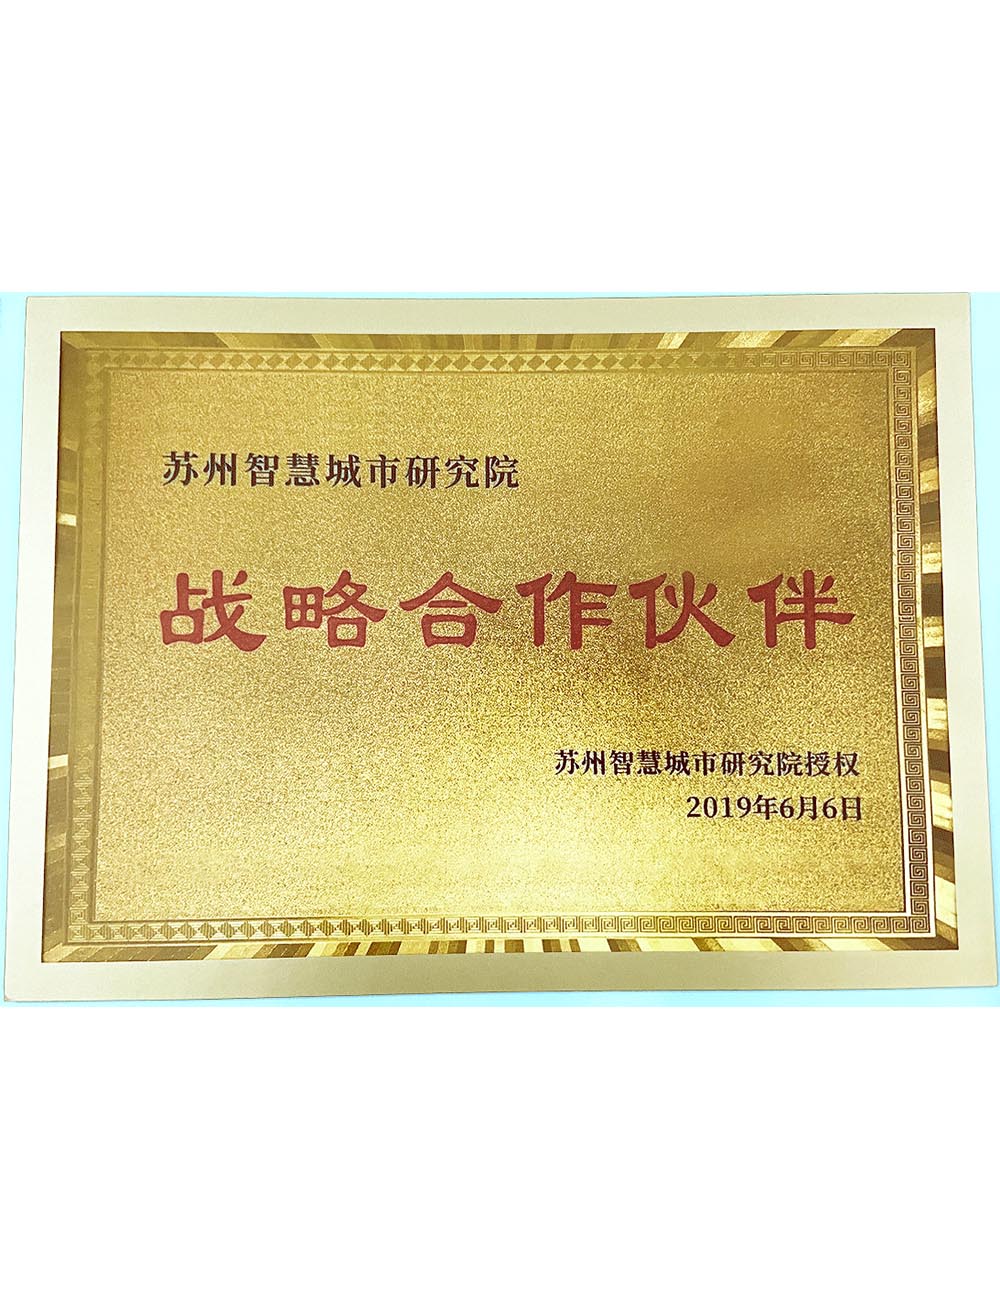 苏州智慧城市研究院
战略合作伙伴
苏州智慧城市研究院授权
2019年6月6日